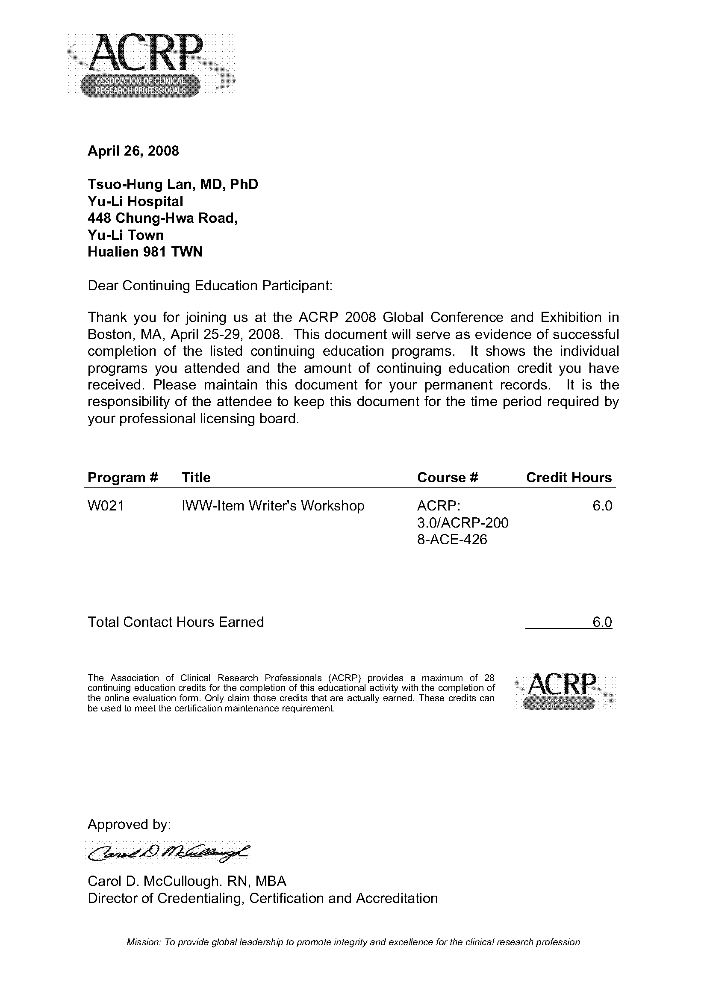 ACRP
ASSOCIATION OF CLINICAL
RESEARCH PROFESSIONALS
April 26, 2008
Tsuo-Hung Lan, MD, PhD
Yu-Li Hospital
448 Chung-Hwa Road,
Yu-Li Town
Hualien 981 TWN
Dear Continuing Education Participant:
Thank you for joining us at the ACRP 2008 Global Conference and Exhibition in
Boston, MA, April 25-29, 2008. This document will serve as evidence of successful
completion of the listed continuing education programs. It shows the individual
programs you attended and the amount of continuing education credit you have
received. Please maintain this document for your permanent records. It is the
responsibility of the attendee to keep this document for the time period required by
your professional licensing board.
Program # Title Course # Credit Hours
W021 IWW-Item Writer's Workshop ACRP: 6.0
3.0/ACRP-200
8-ACE-426
Total Contact Hours Earned 6.0
The Association of Clinical Research Professionals (ACRP) provides a maximum of 28
continuing education credits for the completion of this educational activity with the completion of
the online evaluation form. Only claim those credits that are actually earned. These credits can
be used to meet the certification maintenance requirement.
ACRP
ASSOCIATION OF CLINICAL
RESEARCH PROFESSIONALS
Approved by:
Carol D McCullough
Carol D. McCullough. RN, MBA
Director of Credentialing, Certification and Accreditation
Mission: To provide global leadership to promote integrity and excellence for the clinical research profession